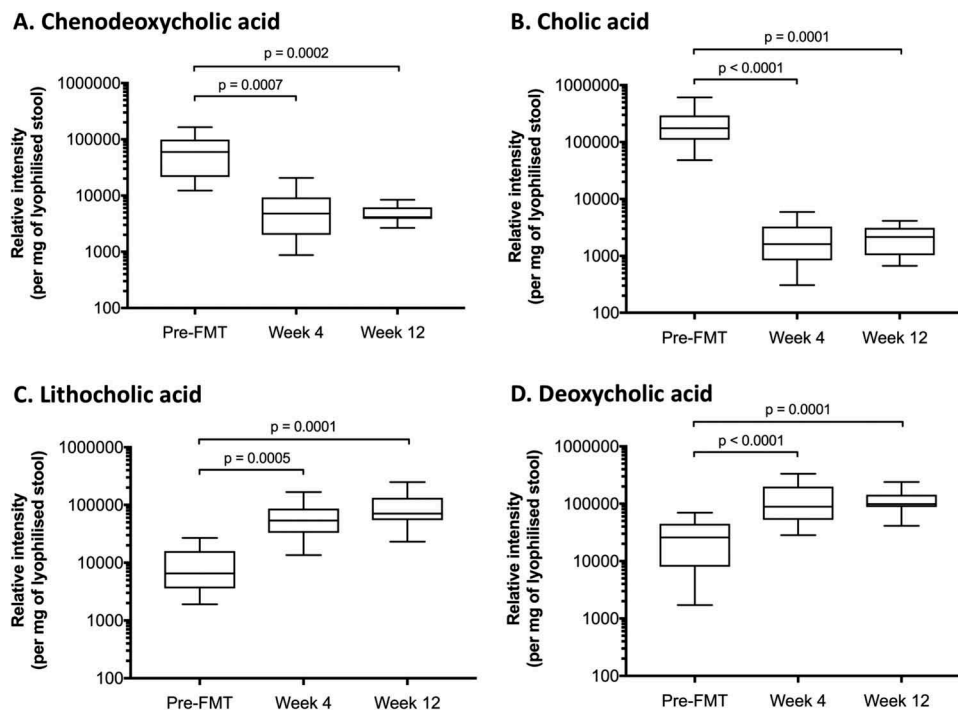 A. Chenodeoxycholic acid
p = 0.0002
p = 0.0007
Relative intensity
(per mg of lyophilised stool)
1000000
100000
10000
1000
100
Pre-FMT Week 4 Week 12
B. Cholic acid
p = 0.0001
p < 0.0001
Relative intensity
(per mg of lyophilised stool)
1000000
100000
10000
1000
100
Pre-FMT Week 4 Week 12
C. Lithocholic acid
p = 0.0001
p = 0.0005
Relative intensity
(per mg of lyophilised stool)
1000000
100000
10000
1000
100
Pre-FMT Week 4 Week 12
D. Deoxycholic acid
p = 0.0001
p < 0.0001
Relative intensity
(per mg of lyophilised stool)
1000000
100000
10000
1000
100
Pre-FMT Week 4 Week 12